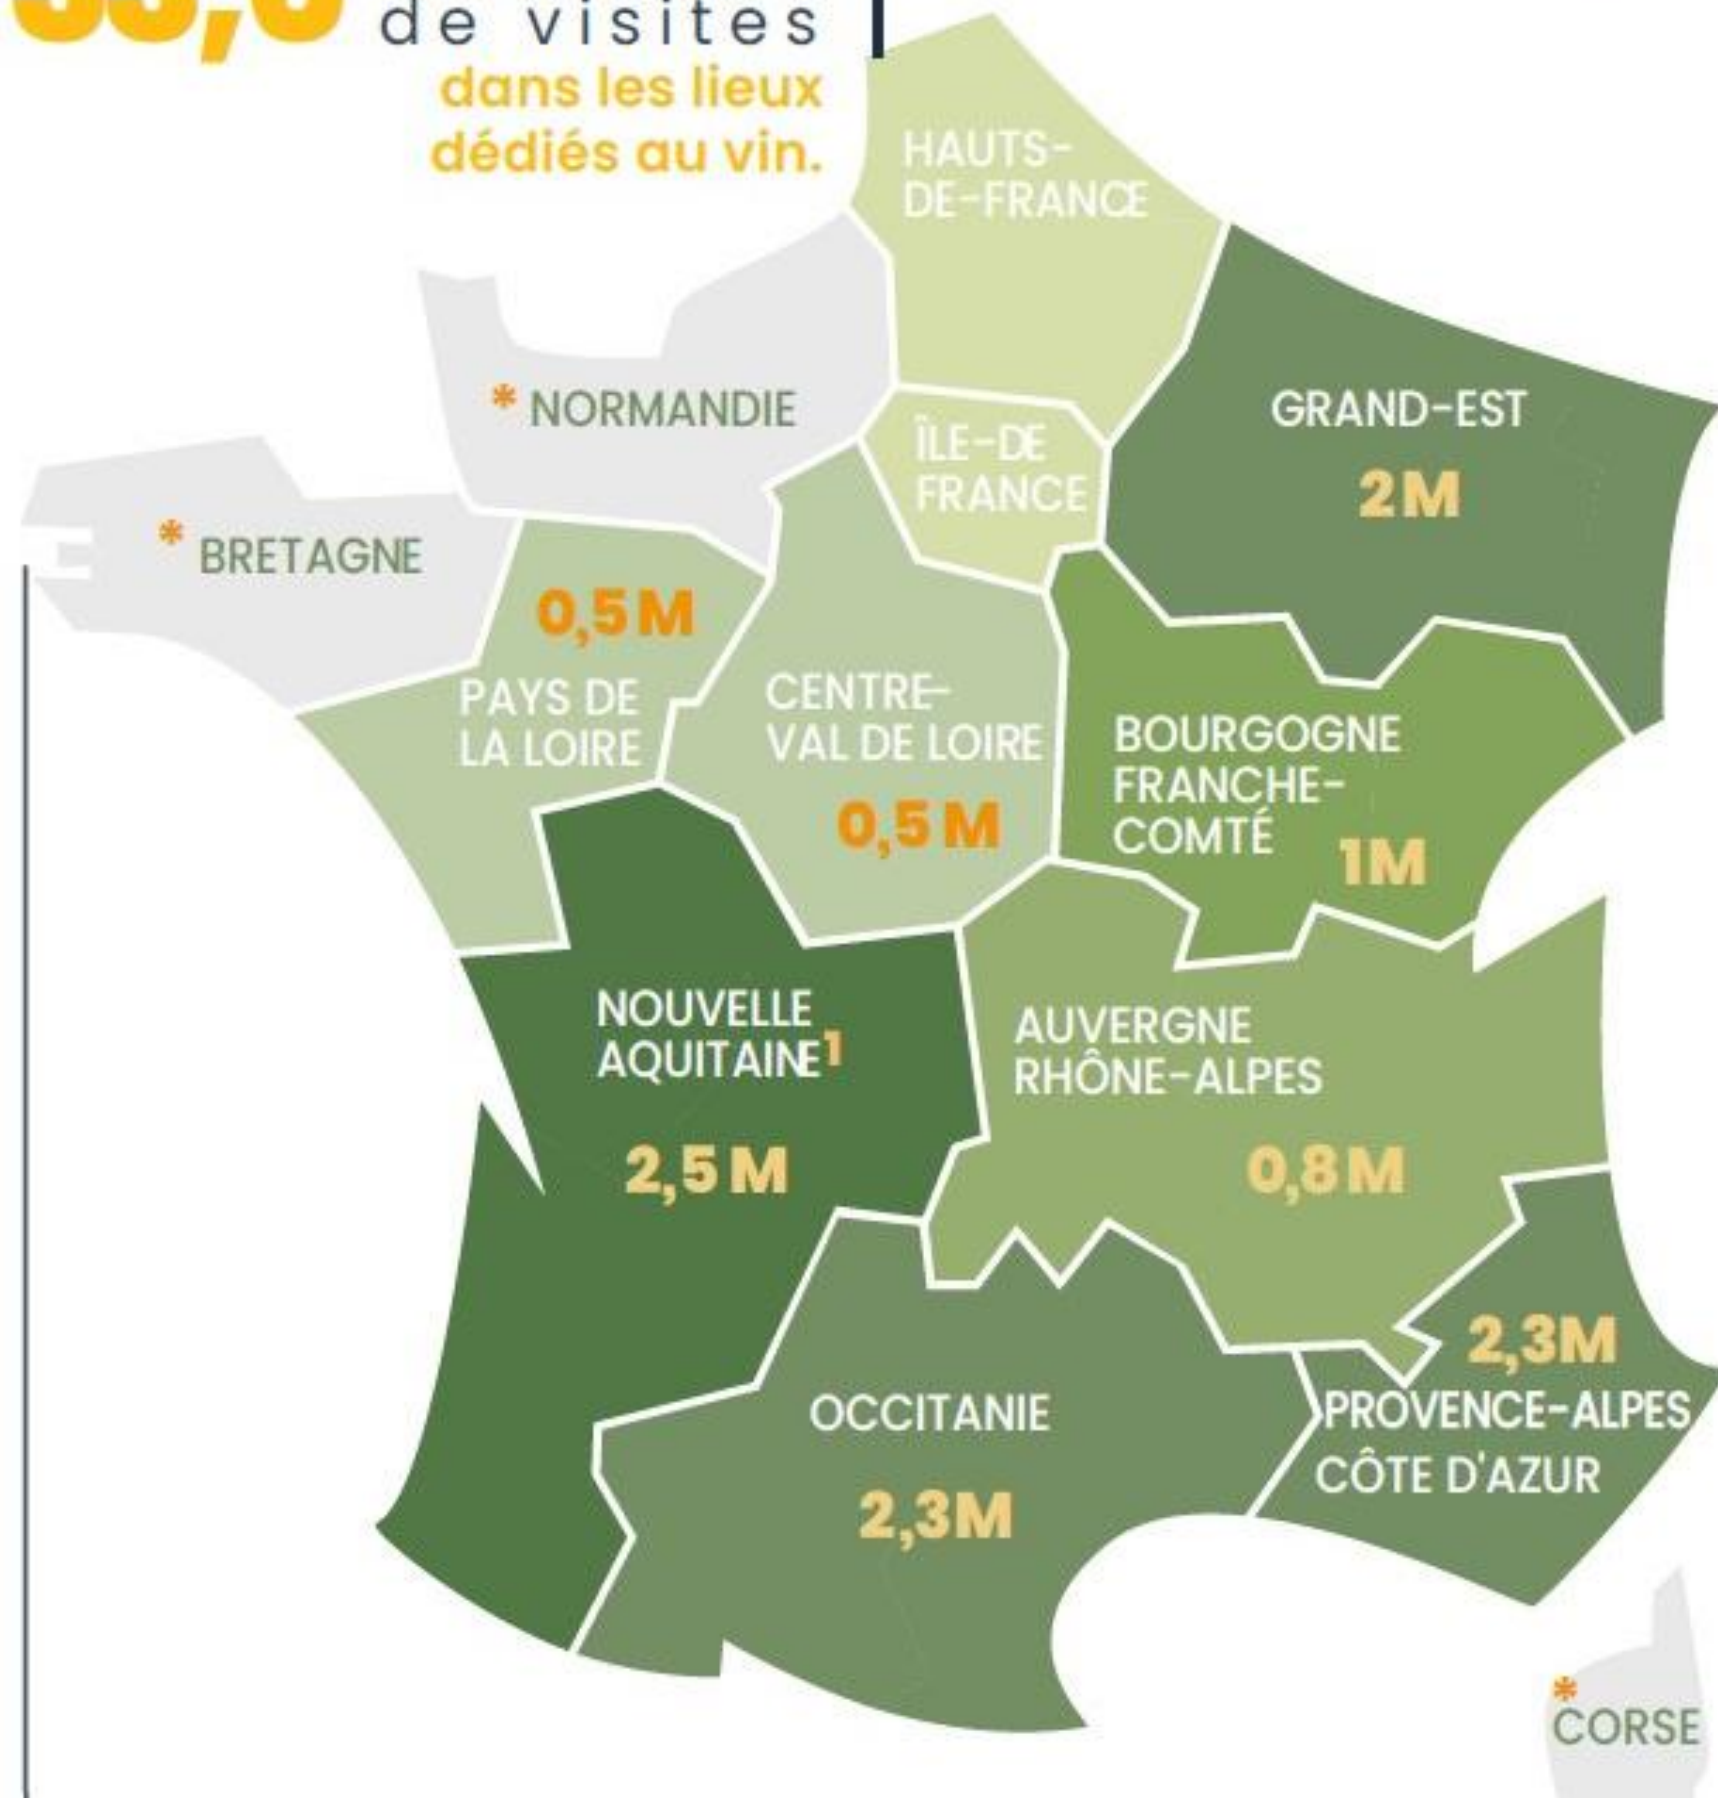 de visites
dans les lieux
dédiés au vin.
HAUTS-
DE-FRANCE
* NORMANDIE
GRAND-EST
2M
ÎLE-DE
FRANCE
* BRETAGNE
0,5M
PAYS DE
LA LOIRE
CENTRE-
VAL DE LOIRE
0,5M
BOURGOGNE
FRANCHE-
COMTÉ
1M
NOUVELLE
AQUITAINE1
2,5M
AUVERGNE
RHÔNE-ALPES
0,8M
2,3M
PROVENCE-ALPES
CÔTE D'AZUR
OCCITANIE
2,3M
*
CORSE